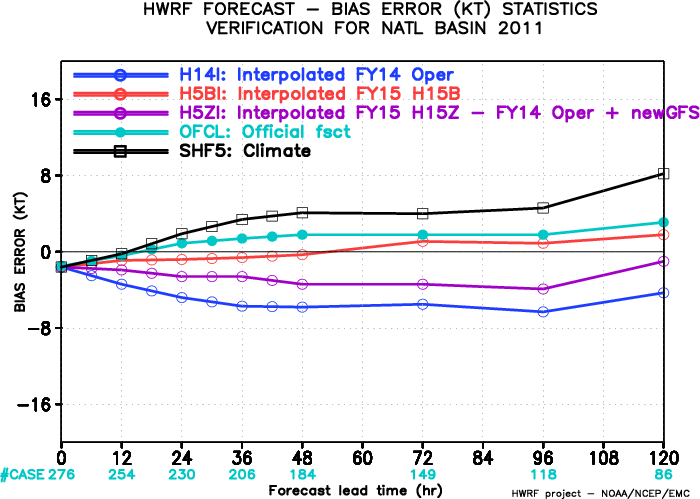 HWRF FORECAST – BIAS ERROR (KT) STATISTICS
VERIFICATION FOR NATL BASIN 2011
H14I: Interpolated FY14 Oper
H5BI: Interpolated FY15 H15B
H5ZI: Interpolated FY15 H15Z – FY14 Oper + newGFS
OFCL: Official fsct
SHF5: Climate
BIAS ERROR (KT)
16
8
0
-8
-16
0 12 24 36 48 60 72 84 96 108 120
#CASE 276 254 230 206 184 149 118 86
Forecast lead time (hr)
HWRF project – NOAA/NCEP/EMC